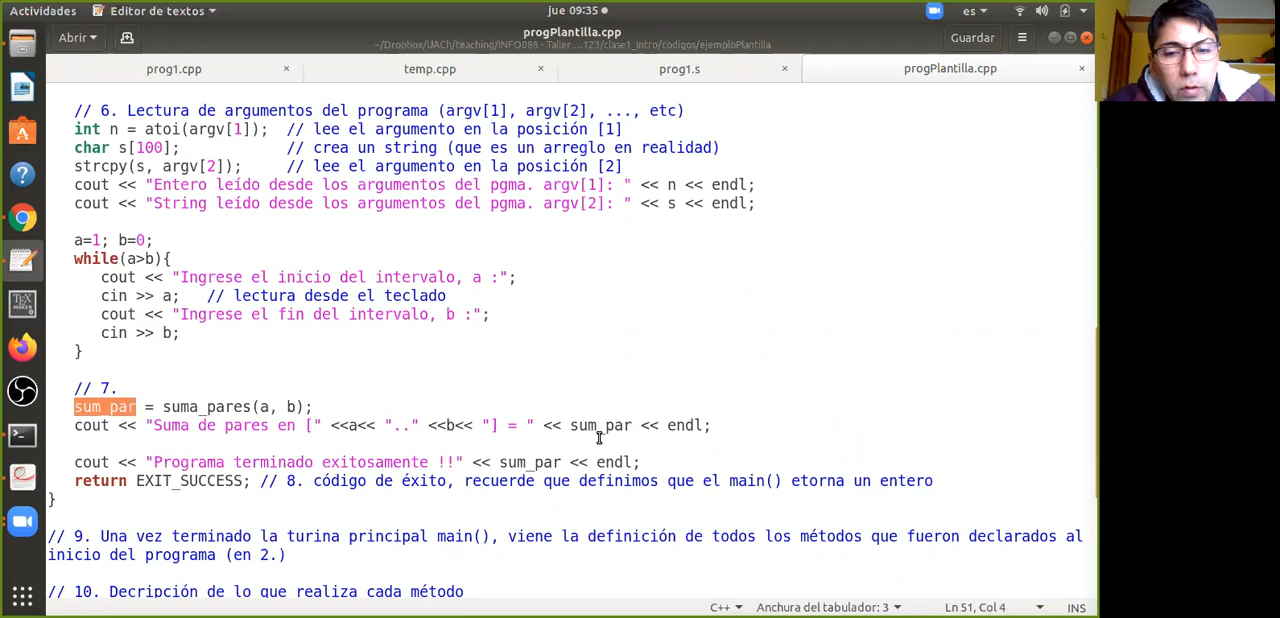 Actividades Editor de textos jue 09:35 es
Abrir progPlantilla.cpp Guardar
~/Dropbox/UACh/teaching/INFO088 - Taller ...123/clase1_Intro/codigos/ejemploPlantilla
prog1.cpp × temp.cpp × prog1.s × progPlantilla.cpp ×
// 6. Lectura de argumentos del programa (argv[1], argv[2], ..., etc)
int n = atoi(argv[1]); // lee el argumento en la posición [1]
char s[100]; // crea un string (que es un arreglo en realidad)
strcpy(s, argv[2]); // lee el argumento en la posición [2]
cout << "Entero leído desde los argumentos del pgma. argv[1]: " << n << endl;
cout << "String leído desde los argumentos del pgma. argv[2]: " << s << endl;
a=1; b=0;
while(a>b){
cout << "Ingrese el inicio del intervalo, a :";
cin >> a; // lectura desde el teclado
cout << "Ingrese el fin del intervalo, b :";
cin >> b;
}
// 7.
sum_par = suma_pares(a, b);
cout << "Suma de pares en [" <<a<< ".." <<b<< "] = " << sum_par << endl;
cout << "Programa terminado exitosamente !!" << sum_par << endl;
return EXIT_SUCCESS; // 8. código de éxito, recuerde que definimos que el main() etorna un entero
}
// 9. Una vez terminado la turina principal main(), viene la definición de todos los métodos que fueron declarados al
inicio del programa (en 2.)
// 10. Decripción de lo que realiza cada método
C++ Anchura del tabulador: 3 Ln 51, Col 4 INS